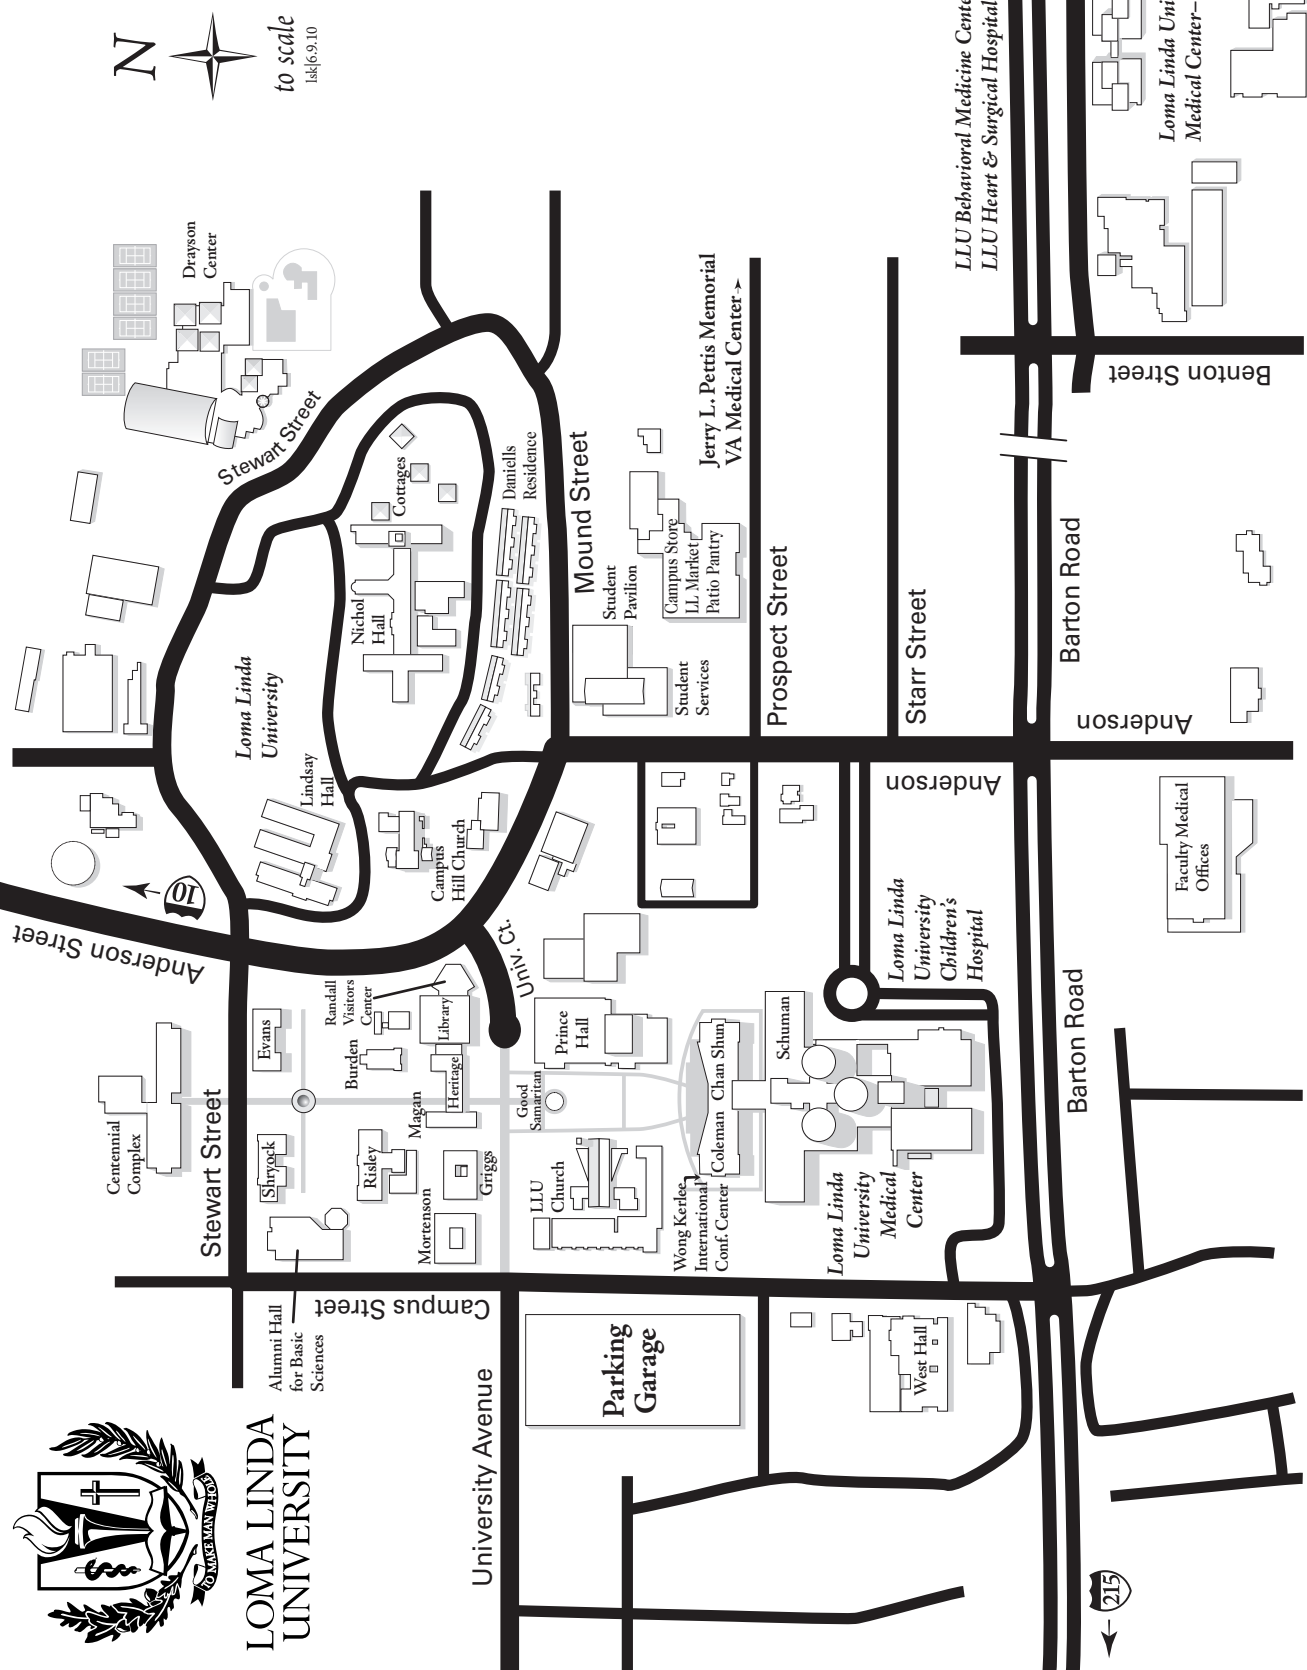 N
to scale
lsk|6.9.10
TO MAKE MAN WHOLE
LOMA LINDA
UNIVERSITY
Anderson Street
10
Stewart Street
Stewart Street
Centennial
Complex
Drayson
Center
Evans
Shryock
Alumni Hall
for Basic
Sciences
Randall
Visitors
Center
Burden
Library
Heritage
Magan
Risley
Mortenson
Griggs
Campus Street
Loma Linda
University
Lindsay
Hall
Nichol
Hall
Cottages
Daniells
Residence
Campus
Hill Church
Univ. Ct.
University Avenue
Mound Street
Student
Pavilion
Student
Services
Campus Store
LL Market
Patio Pantry
Good
Samaritan
Prince
Hall
LLU
Church
Parking
Garage
Jerry L. Pettis Memorial
VA Medical Center
Prospect Street
Starr Street
Wong Kerlee
International
Conf. Center
Coleman
Chan Shun
Schuman
Loma Linda
University
Medical
Center
Loma Linda
University
Children's
Hospital
West Hall
Anderson
Anderson
LLU Behavioral Medicine Cente
LLU Heart & Surgical Hospital
Barton Road
Barton Road
Benton Street
Loma Linda Uni
Medical Center–
Faculty Medical
Offices
215